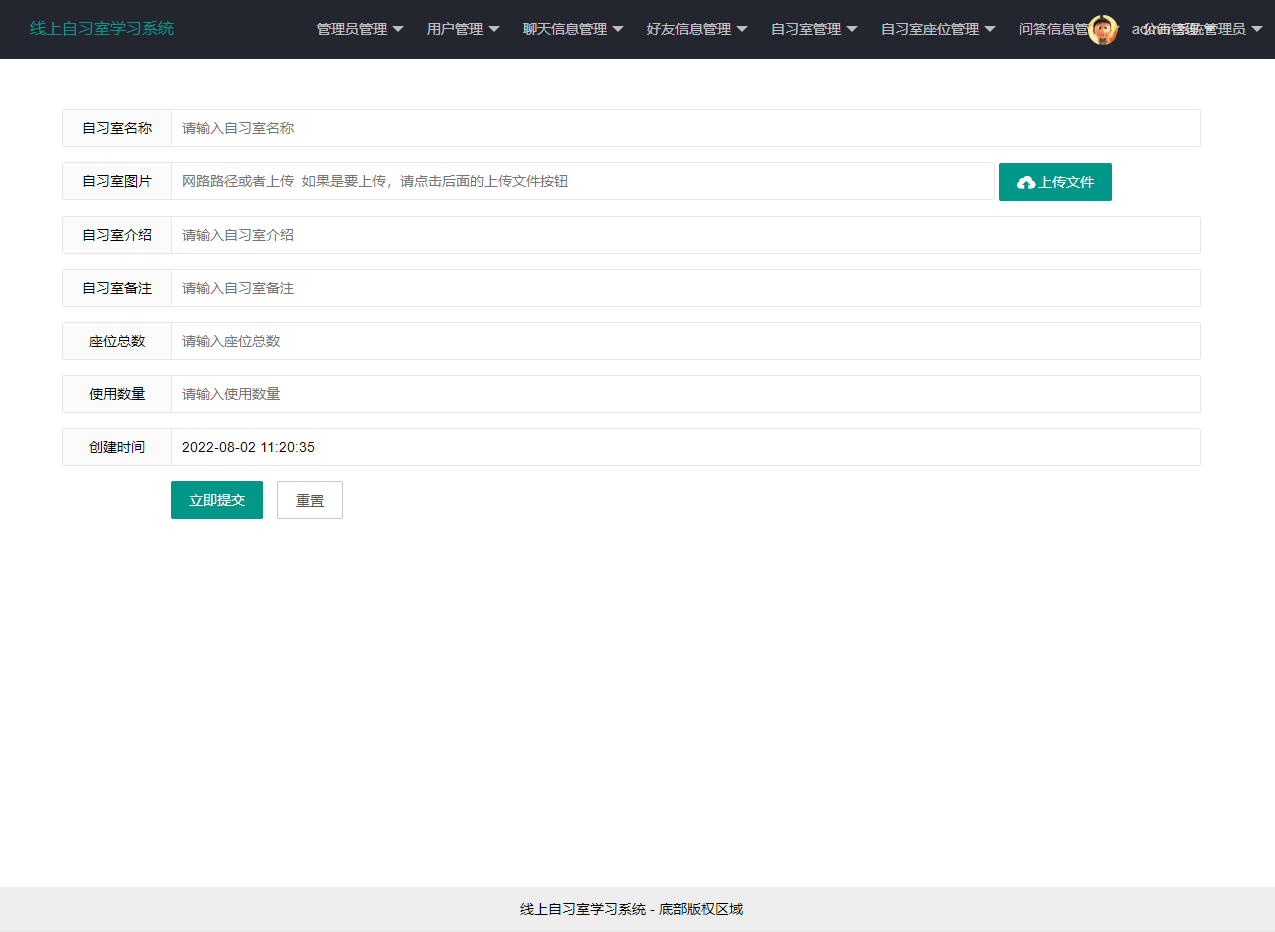 线上自习室学习系统 管理员管理 用户管理 聊天信息管理 好友信息管理 自习室管理 自习室座位管理 问答信息管
自习室名称 请输入自习室名称
自习室图片 网路路径或者上传 如果是要上传，请点击后面的上传文件按钮 上传文件
自习室介绍 请输入自习室介绍
自习室备注 请输入自习室备注
座位总数 请输入座位总数
使用数量 请输入使用数量
创建时间 2022-08-02 11:20:35
立即提交 重置
线上自习室学习系统 - 底部版权区域